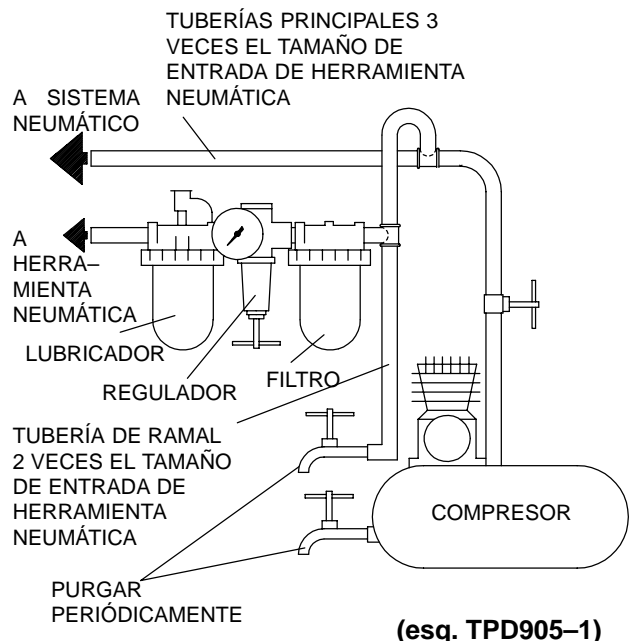 TUBERÍAS PRINCIPALES 3
VECES EL TAMAÑO DE
ENTRADA DE HERRAMIENTA
NEUMÁTICA
A SISTEMA
NEUMÁTICO
A
HERRA–
MIENTA
NEUMÁTICA
LUBRICADOR
REGULADOR
FILTRO
TUBERÍA DE RAMAL
2 VECES EL TAMAÑO
DE ENTRADA DE
HERRAMIENTA
NEUMÁTICA
COMPRESOR
PURGAR
PERIÓDICAMENTE
(esq. TPD905–1)